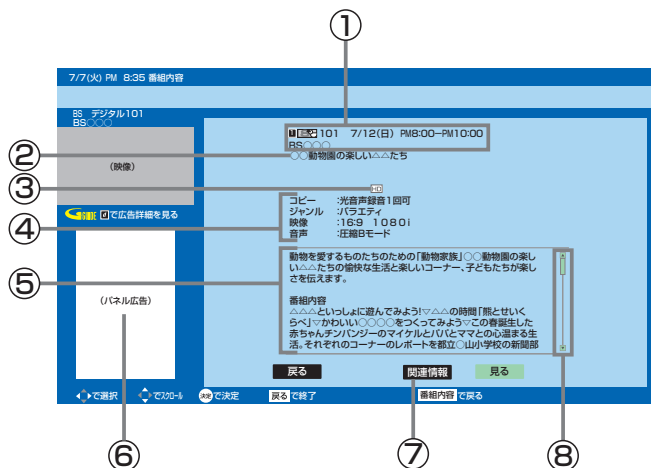 ①
7/7(火) PM 8:35 番組内容
BS デジタル101
BS○○○
1 101 7/12(日) PM8:00−PM10:00
BS○○○
② ○○動物園の楽しい△△たち
(映像)
③ HD
④ コピー :光音声録音1回可
ジャンル :バラエティ
映像 :16:9 1080i
音声 :圧縮Bモード
GGUIDE dで広告詳細を見る
⑤ 動物を愛するものたちのための「動物家族」○○動物園の楽し
い△△たちの愉快な生活と楽しいコーナー、子どもたちが楽し
さを伝えます。
番組内容
△△△といっしょに遊んでみよう!▽△△の時間「熊とせいく
らべ」▽かわいい○○○○をつくってみよう▽この春誕生した
赤ちゃんチンパンジーのマイケルとパパとママとの心温まる生
活。それぞれのコーナーのレポートを都立○山小学校の新聞部
(パネル広告)
戻る 関連情報 見る
で選択 でスクロール 決定で決定 戻るで終了 番組内容で戻る
⑥ ⑦ ⑧